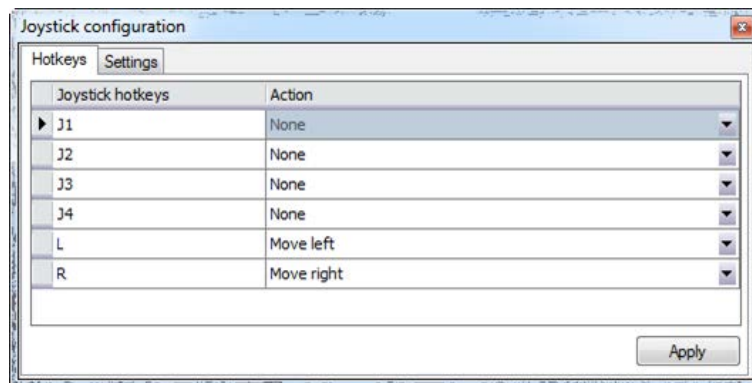 Joystick configuration
Hotkeys Settings
Joystick hotkeys Action
J1 None
J2 None
J3 None
J4 None
L Move left
R Move right
Apply